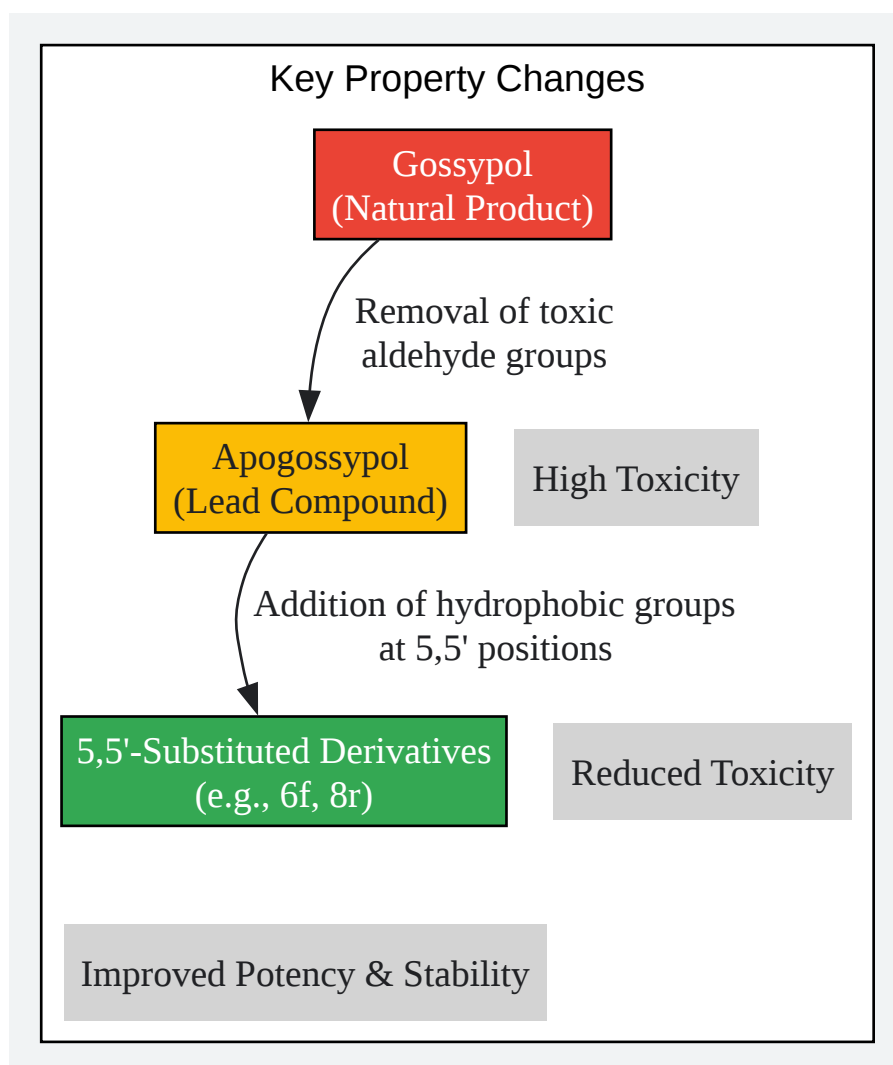 Key Property Changes
Gossypol
(Natural Product)
Removal of toxic
aldehyde groups
Apogossypol
(Lead Compound)
High Toxicity
Addition of hydrophobic groups
at 5,5' positions
5,5'-Substituted Derivatives
(e.g., 6f, 8r)
Reduced Toxicity
Improved Potency & Stability